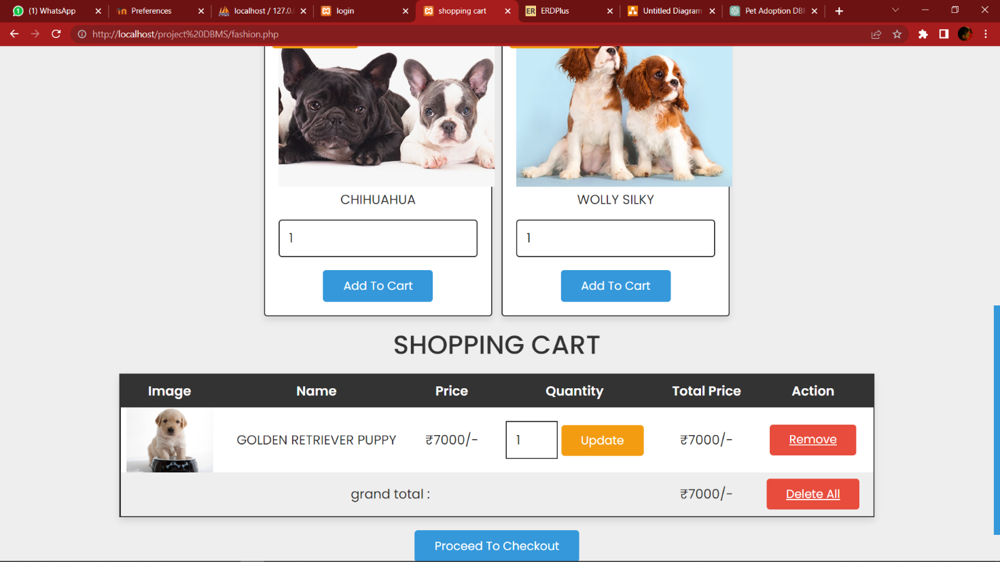 (1) WhatsApp
Preferences
localhost / 127.0.
login
shopping cart
ERDPlus
Untitled Diagram
Pet Adoption DBM
http://localhost/project%20DBMS/fashion.php
CHIHUAHUA
WOLLY SILKY
1
1
Add To Cart
Add To Cart
SHOPPING CART
Image Name Price Quantity Total Price Action
GOLDEN RETRIEVER PUPPY ₹7000/- 1 Update ₹7000/- Remove
grand total : ₹7000/- Delete All
Proceed To Checkout